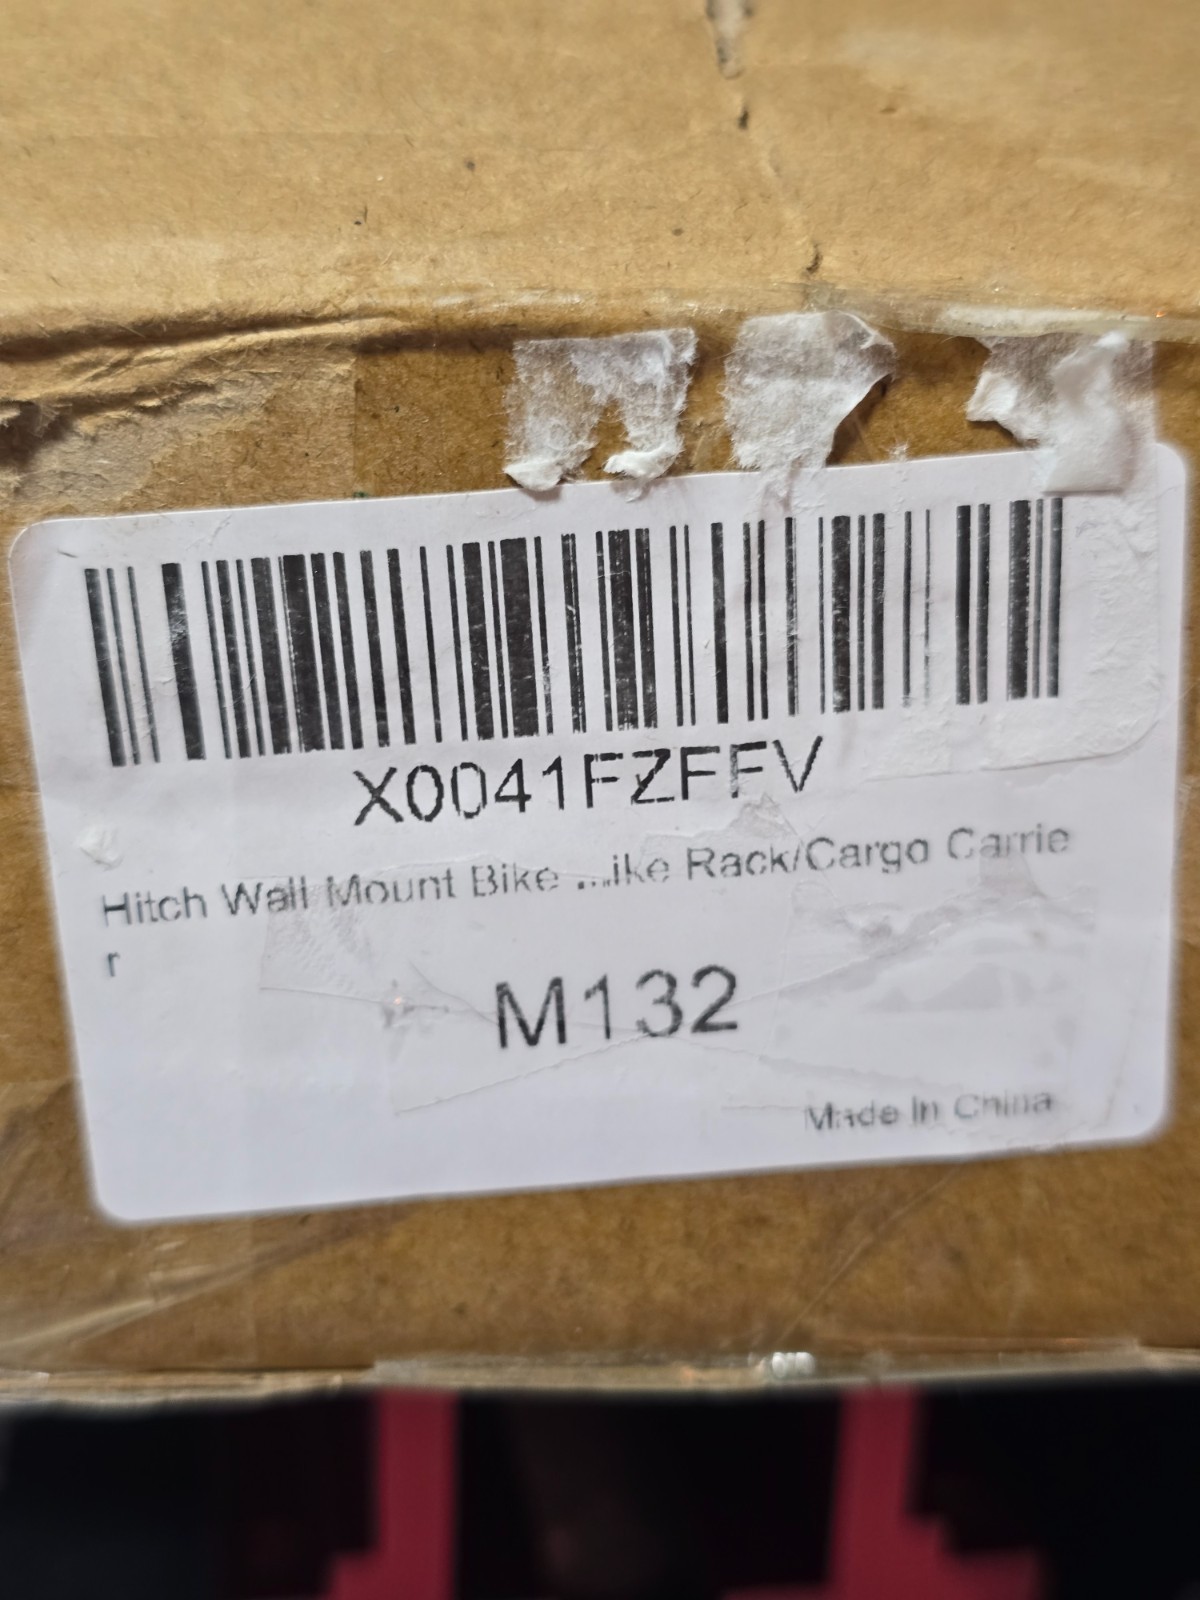 X0041FZFFV
Hitch Wall Mount Bike ...ike Rack/Cargo Carrie
r
M132
Made In China